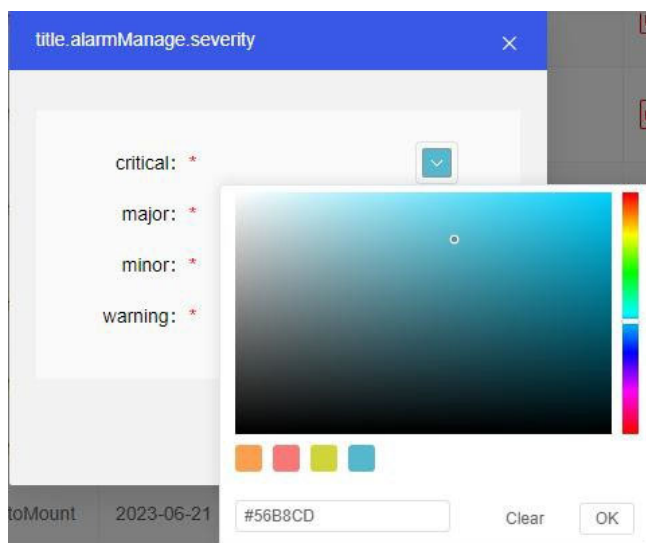 title.alarmManage.severity
critical: *
major: *
minor: *
warning: *
toMount 2023-06-21 #56B8CD Clear OK